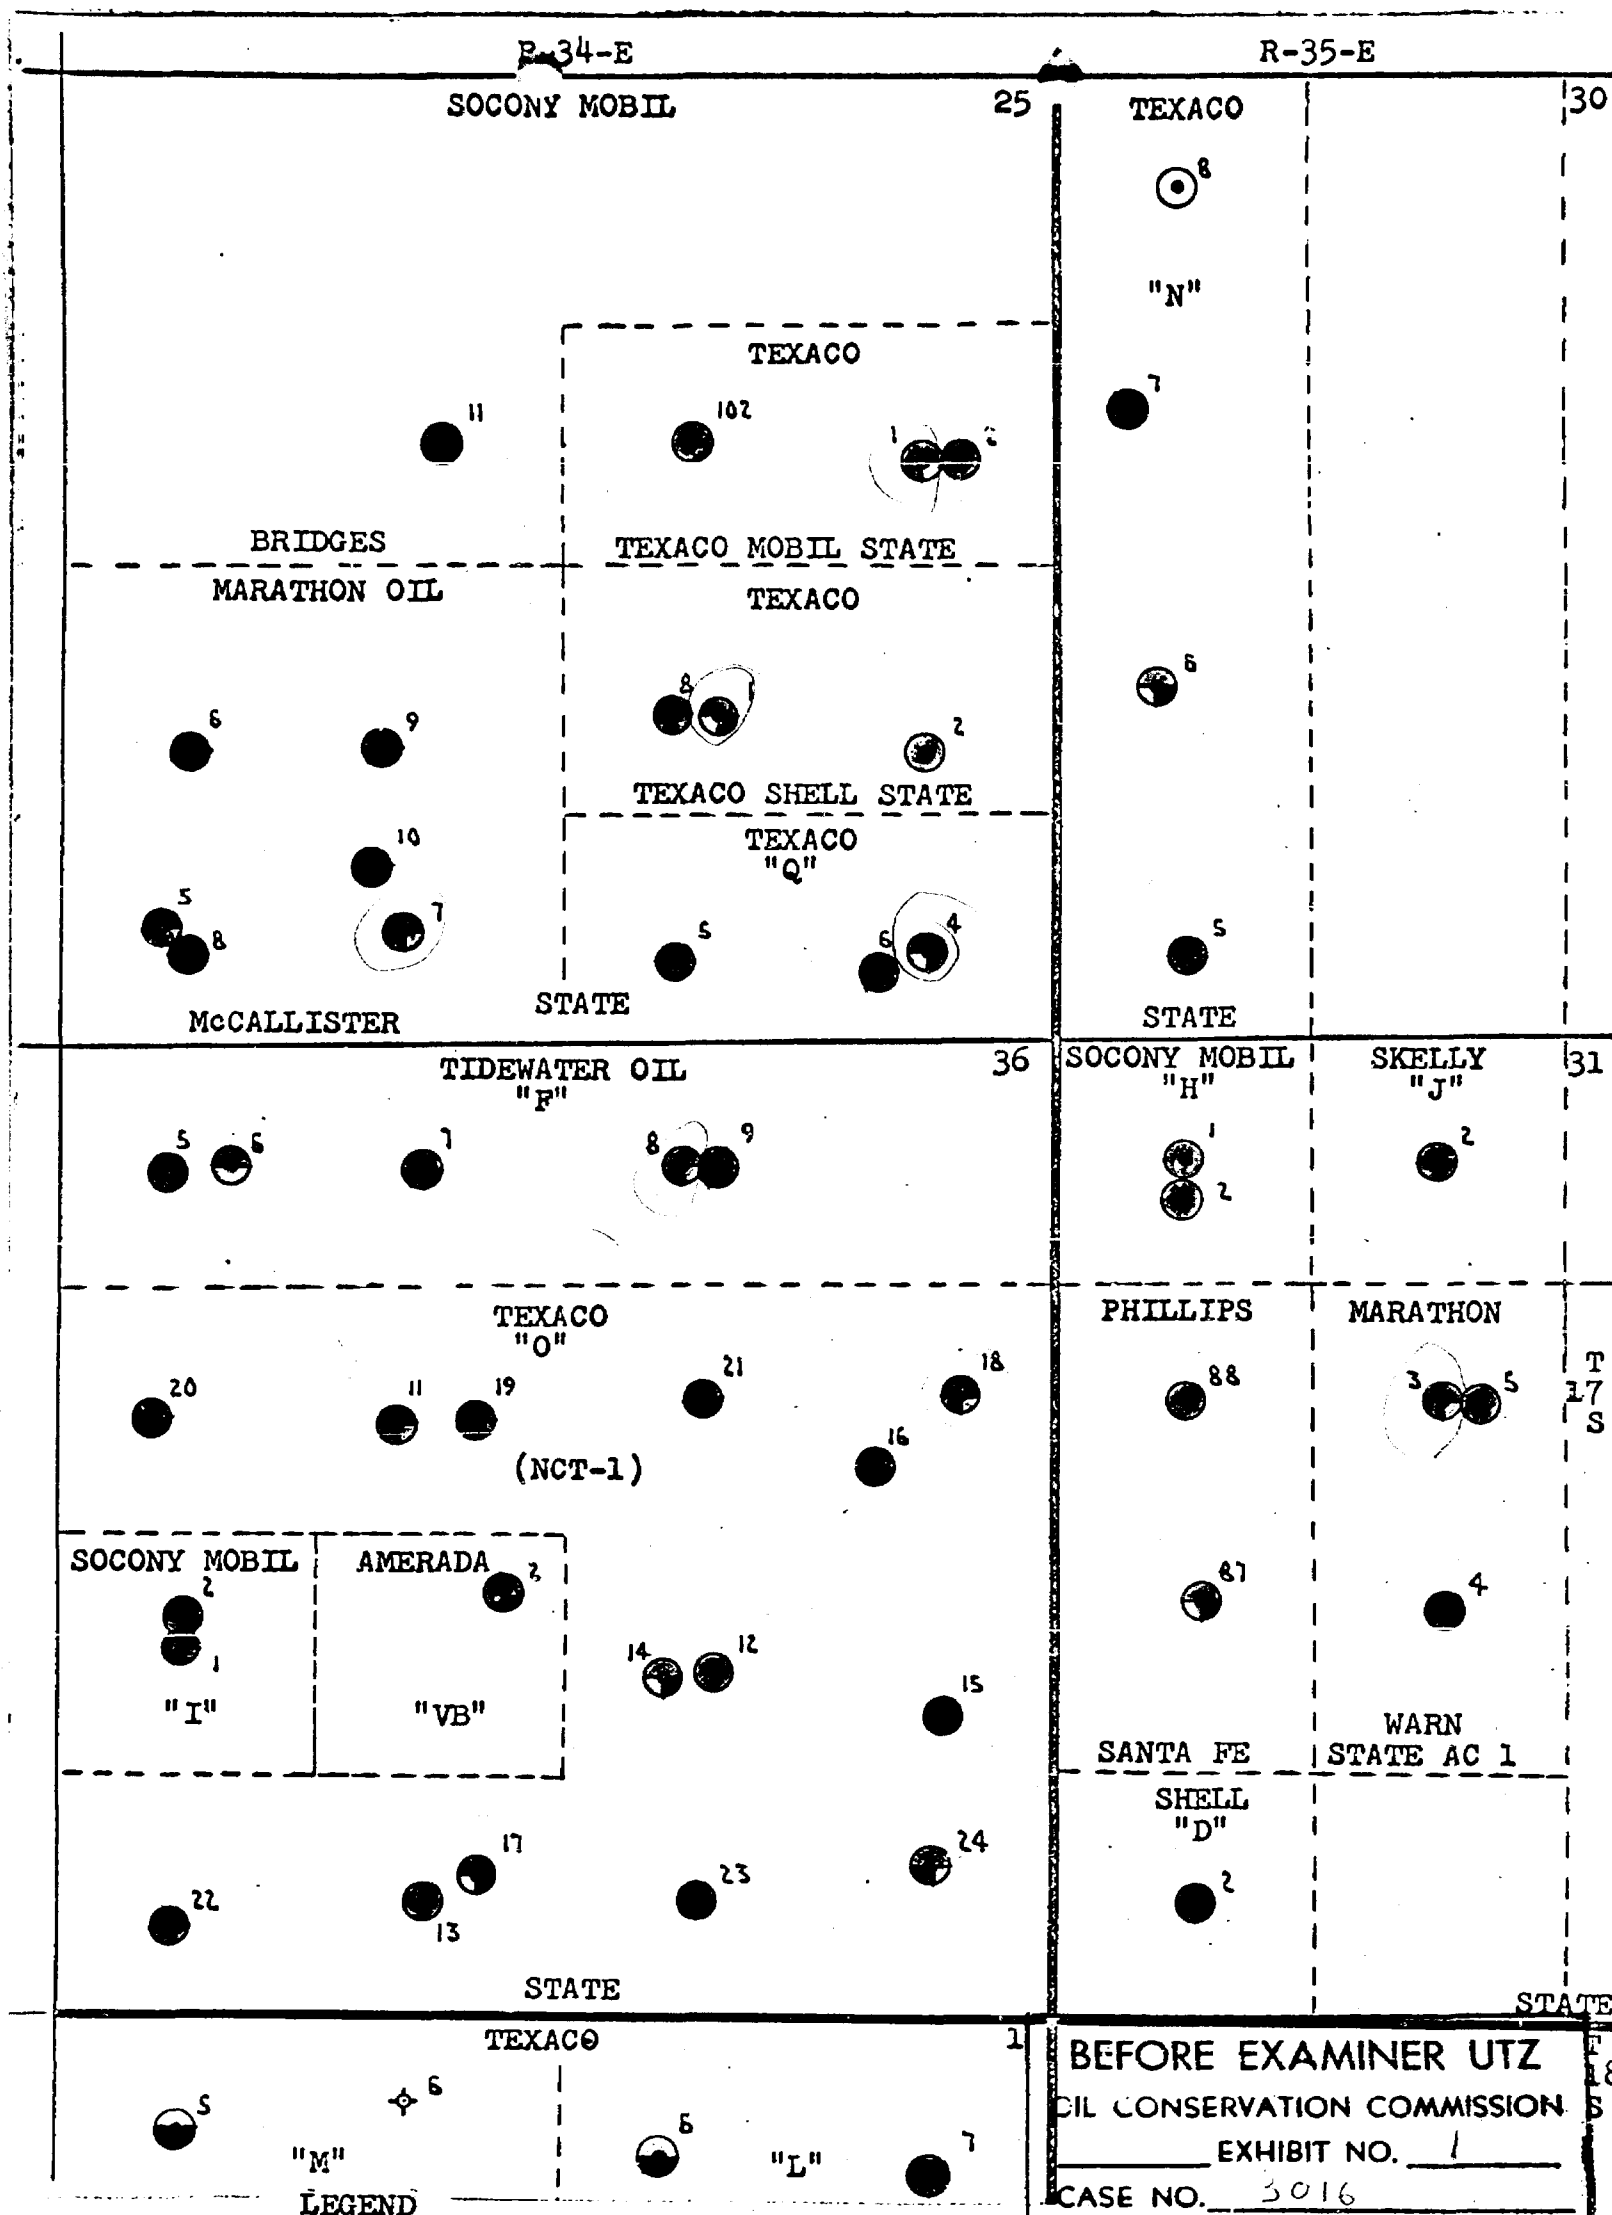 R-34-E
R-35-E
SOCONY MOBIL
25
TEXACO
30
8
"N"
TEXACO
7
11
102
1
2
BRIDGES
TEXACO MOBIL STATE
MARATHON OIL
TEXACO
6
8
1
6
9
2
TEXACO SHELL STATE
TEXACO
"Q"
10
5
8
7
5
6
4
5
STATE
McCALLISTER
STATE
TIDEWATER OIL
"F"
36
SOCONY MOBIL
"H"
SKELLY
"J"
31
5
6
7
8
9
1
2
2
TEXACO
"O"
PHILLIPS
MARATHON
T
17
S
20
11
19
21
18
88
3
5
16
(NCT-1)
SOCONY MOBIL
AMERADA
2
1
"I"
"VB"
87
4
14
12
15
WARN
SANTA FE
STATE AC 1
SHELL
"D"
17
24
22
13
23
2
STATE
STATE
TEXACO
1
5
6
"M"
6
"L"
7
LEGEND
BEFORE EXAMINER UTZ
OIL CONSERVATION COMMISSION
EXHIBIT NO. 1
CASE NO. 3016
18
S